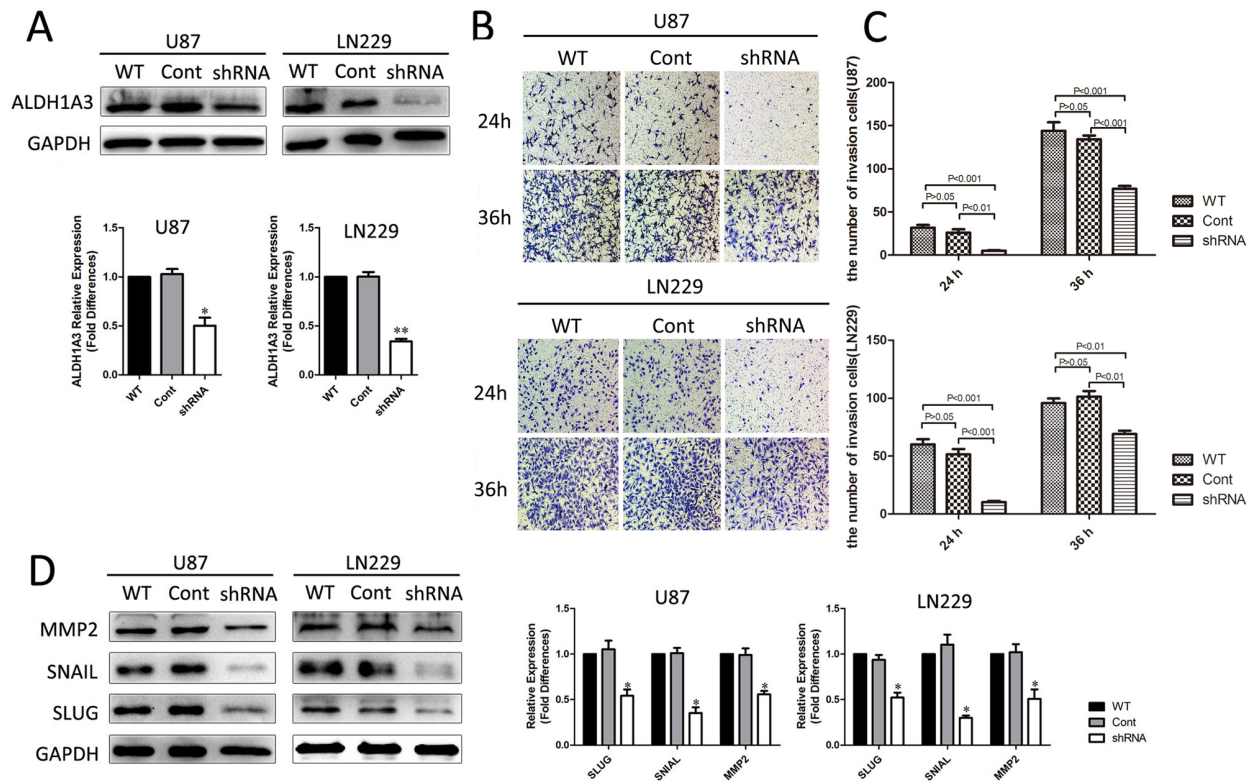 A
U87
LN229
WT Cont shRNA
WT Cont shRNA
ALDH1A3
GAPDH
U87
ALDH1A3 Relative Expression
(Fold Differences)
1.5
1.0
0.5
0.0
*
WT
Cont
shRNA
LN229
ALDH1A3 Relative Expression
(Fold Differences)
1.5
1.0
0.5
0.0
**
WT
Cont
shRNA
B
U87
WT Cont shRNA
24h
36h
LN229
WT Cont shRNA
24h
36h
C
the number of invasion cells(U87)
200
150
100
50
0
P<0.001
P>0.05
P<0.01
P<0.001
P>0.05
P<0.001
24 h
36 h
WT
Cont
shRNA
the number of invasion cells(LN229)
150
100
50
0
P<0.001
P>0.05
P<0.001
P<0.01
P>0.05
P<0.01
24 h
36 h
WT
Cont
shRNA
D
U87
LN229
WT Cont shRNA
WT Cont shRNA
MMP2
SNAIL
SLUG
GAPDH
U87
Relative Expression
(Fold Differences)
1.5
1.0
0.5
0.0
*
*
*
SLUG
SNIAL
MMP2
LN229
Relative Expression
(Fold Differences)
1.5
1.0
0.5
0.0
*
*
*
SLUG
SNIAL
MMP2
WT
Cont
shRNA